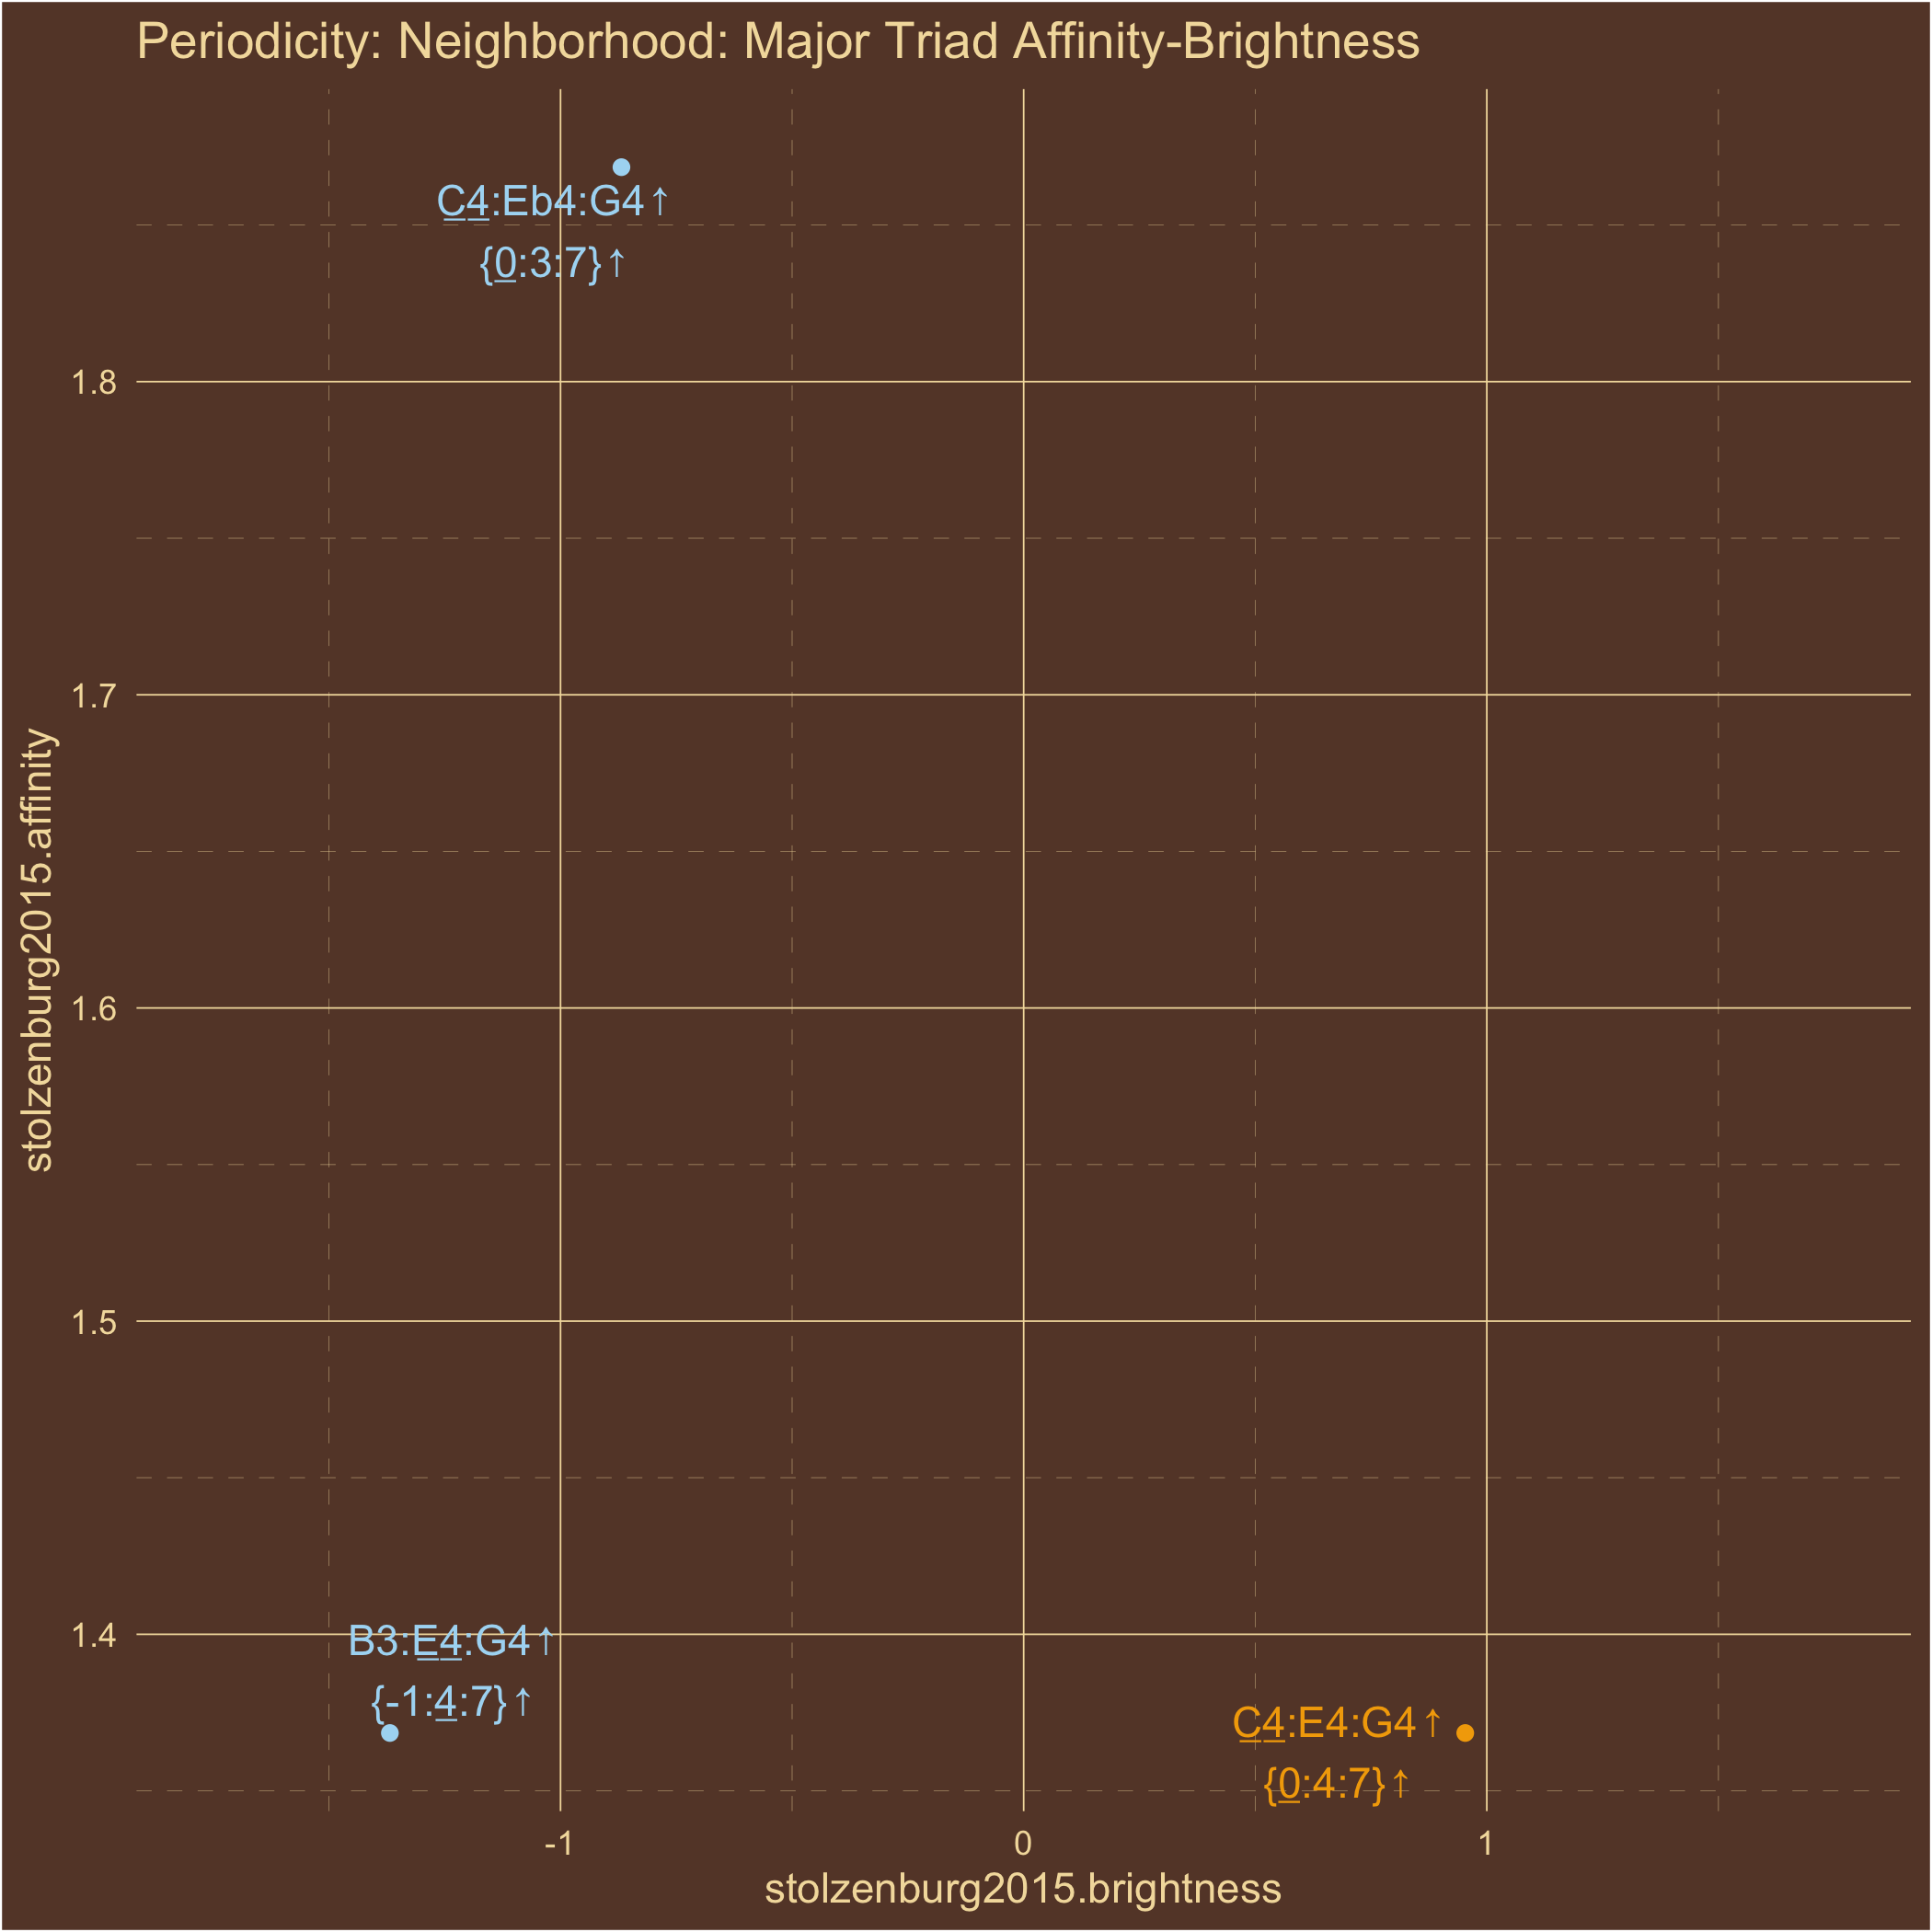 Periodicity: Neighborhood: Major Triad Affinity-Brightness
C4:Eb4:G4↑
{0:3:7}↑
1.8
1.7
stolzenburg2015.affinity
1.6
1.5
1.4
B3:E4:G4↑
{-1:4:7}↑
C4:E4:G4↑
{0:4:7}↑
-1
0
1
stolzenburg2015.brightness